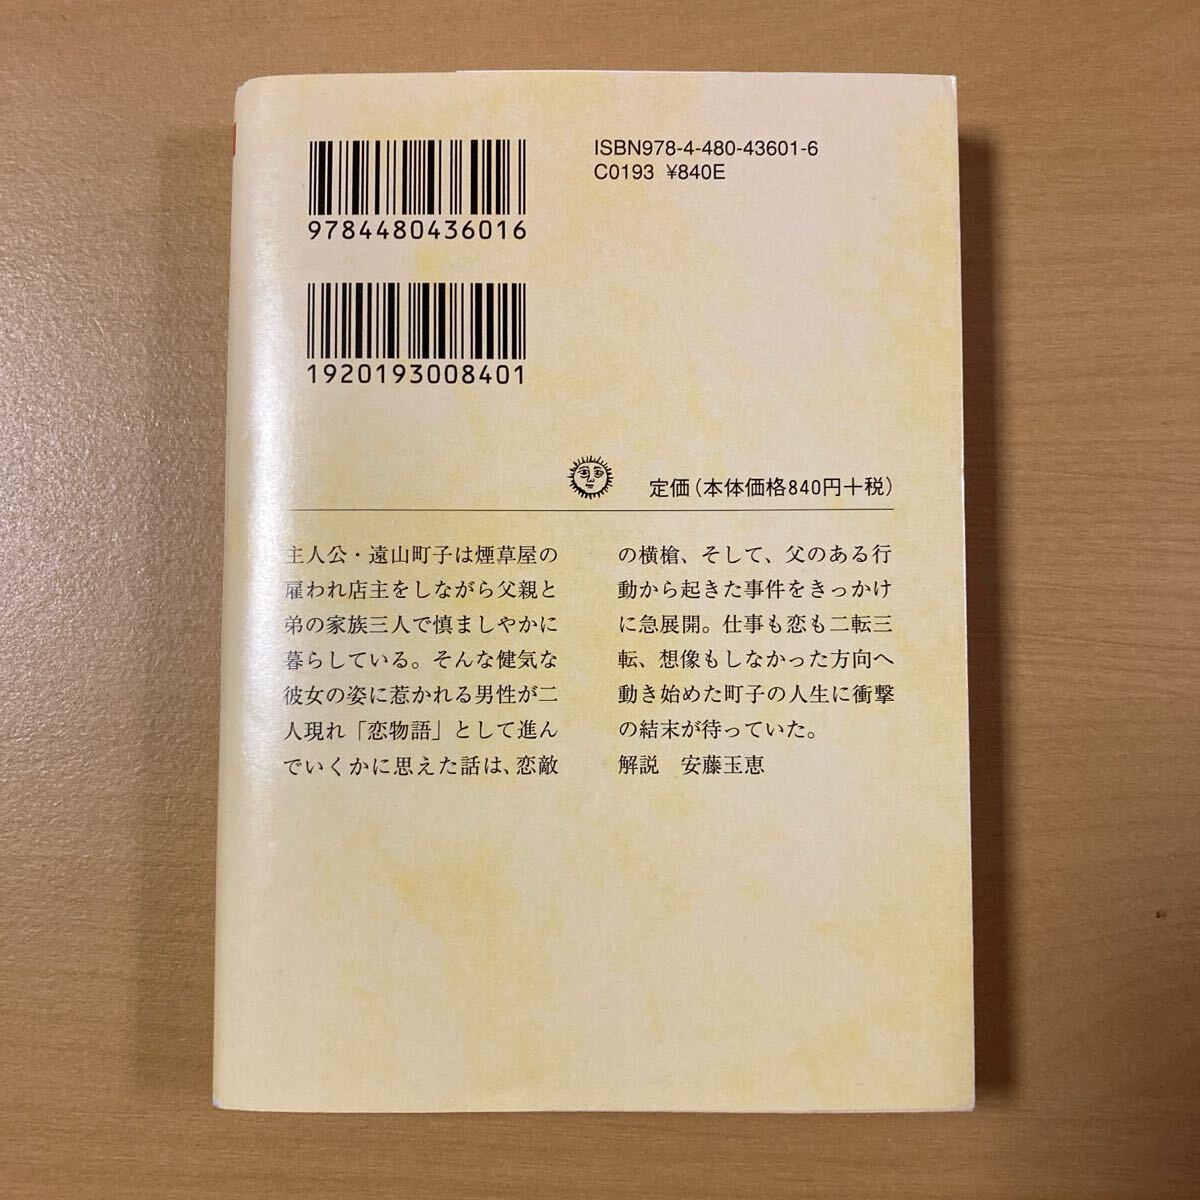 ISBN978-4-480-43601-6
C0193 ¥840E
9784480436016
1920193008401
定価(本体価格840円+税)
主人公・遠山町子は煙草屋の
雇われ店主をしながら父親と
弟の家族三人で慎ましやかに
暮らしている。そんな健気な
彼女の姿に惹かれる男性が二
人現れ「恋物語」として進ん
でいくかに思えた話は、恋敵
の横槍、そして、父のある行
動から起きた事件をきっかけ
に急展開。仕事も恋も二転三
転、想像もしなかった方向へ
動き始めた町子の人生に衝撃
の結末が待っていた。
解説 安藤玉恵